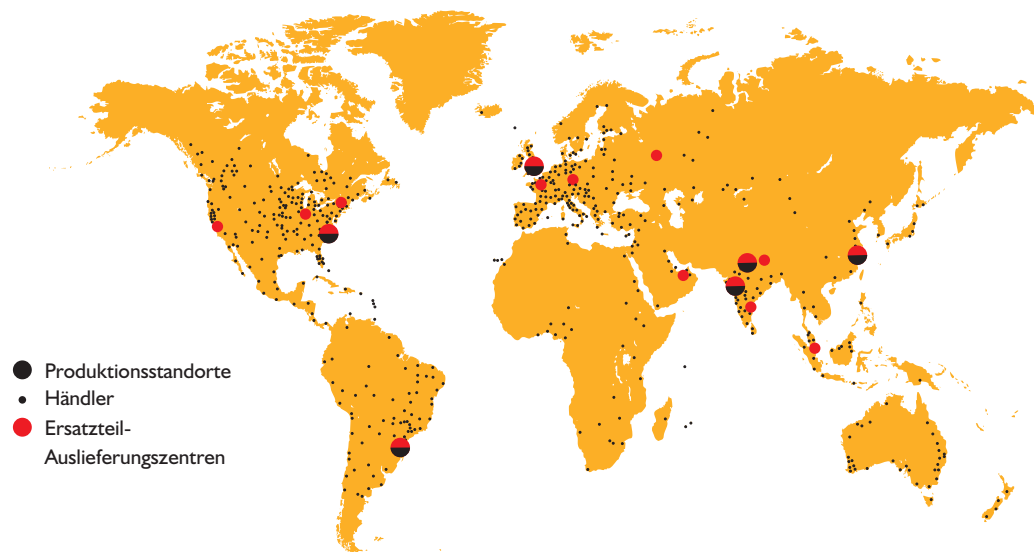 Produktionsstandorte
Händler
Ersatzteil-
Auslieferungszentren